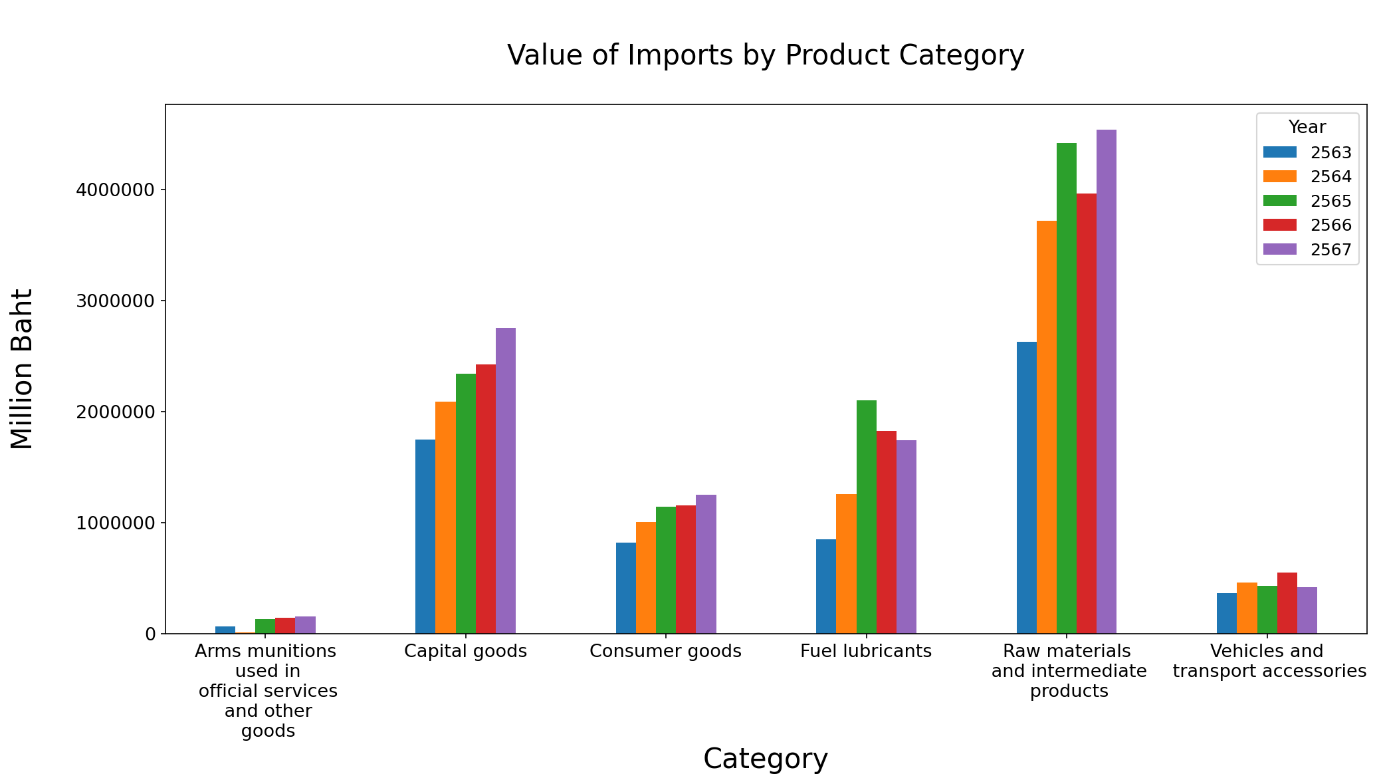 Value of Imports by Product Category
Million Baht
4000000
3000000
2000000
1000000
0
Year
2563
2564
2565
2566
2567
Arms munitions
used in
official services
and other
goods
Capital goods
Consumer goods
Fuel lubricants
Raw materials
and intermediate
products
Vehicles and
transport accessories
Category